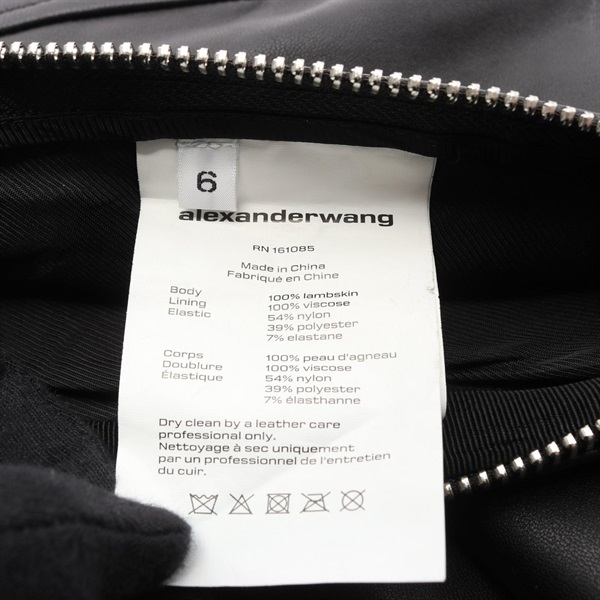 6
alexanderwang
RN 161085
Made in China
Fabriqué en Chine
Body 100% lambskin
Lining 100% viscose
Elastic 54% nylon
39% polyester
7% elastane
Corps 100% peau d'agneau
Doublure 100% viscose
Élastique 54% nylon
39% polyester
7% élasthanne
Dry clean by a leather care
professional only.
Nettoyage à sec uniquement
par un professionnel de l'entretien
du cuir.